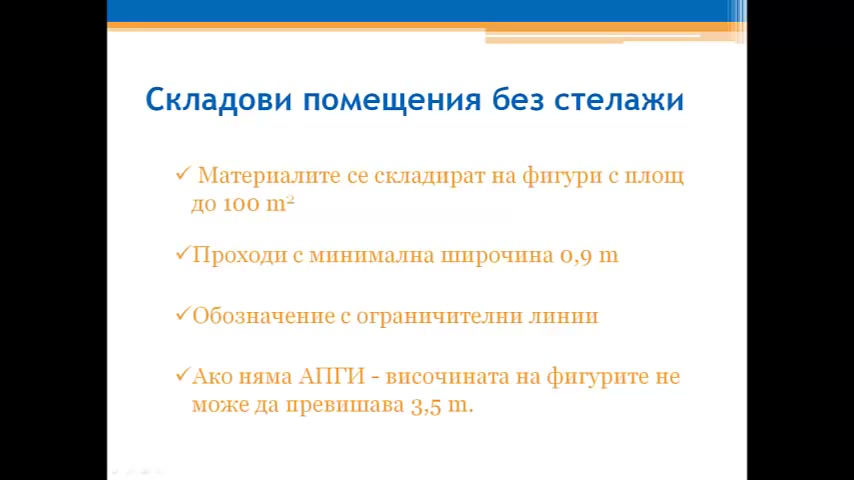 Складови помещения без стелажи
✓ Материалите се складират на фигури с площ
до 100 m²
✓Проходи с минимална широчина 0,9 m
✓Обозначение с ограничителни линии
✓Ако няма АПГИ - височината на фигурите не
може да превишава 3,5 m.